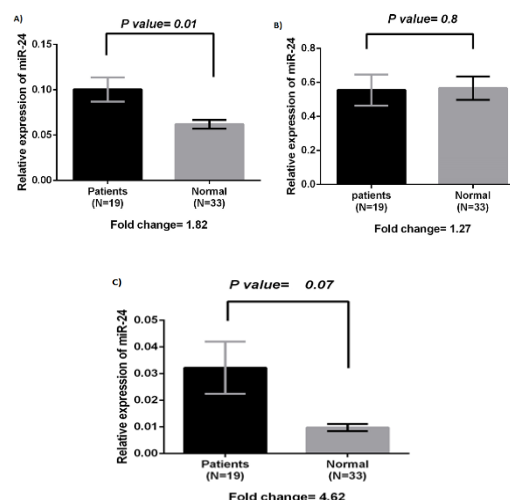 A)
P value= 0.01
Relative expression of miR-24
0.15
0.10
0.05
0.00
Patients
(N=19)
Normal
(N=33)
Fold change= 1.82
A)
P value= 0.8
Relative expression of miR-24
0.8
0.6
0.4
0.2
0.0
patients
(N=19)
Normal
(N=33)
Fold change= 1.27
C)
P value= 0.07
Relative expression of miR-24
0.05
0.04
0.03
0.02
0.01
0.00
Patients
(N=19)
Normal
(N=33)
Fold change= 4.62